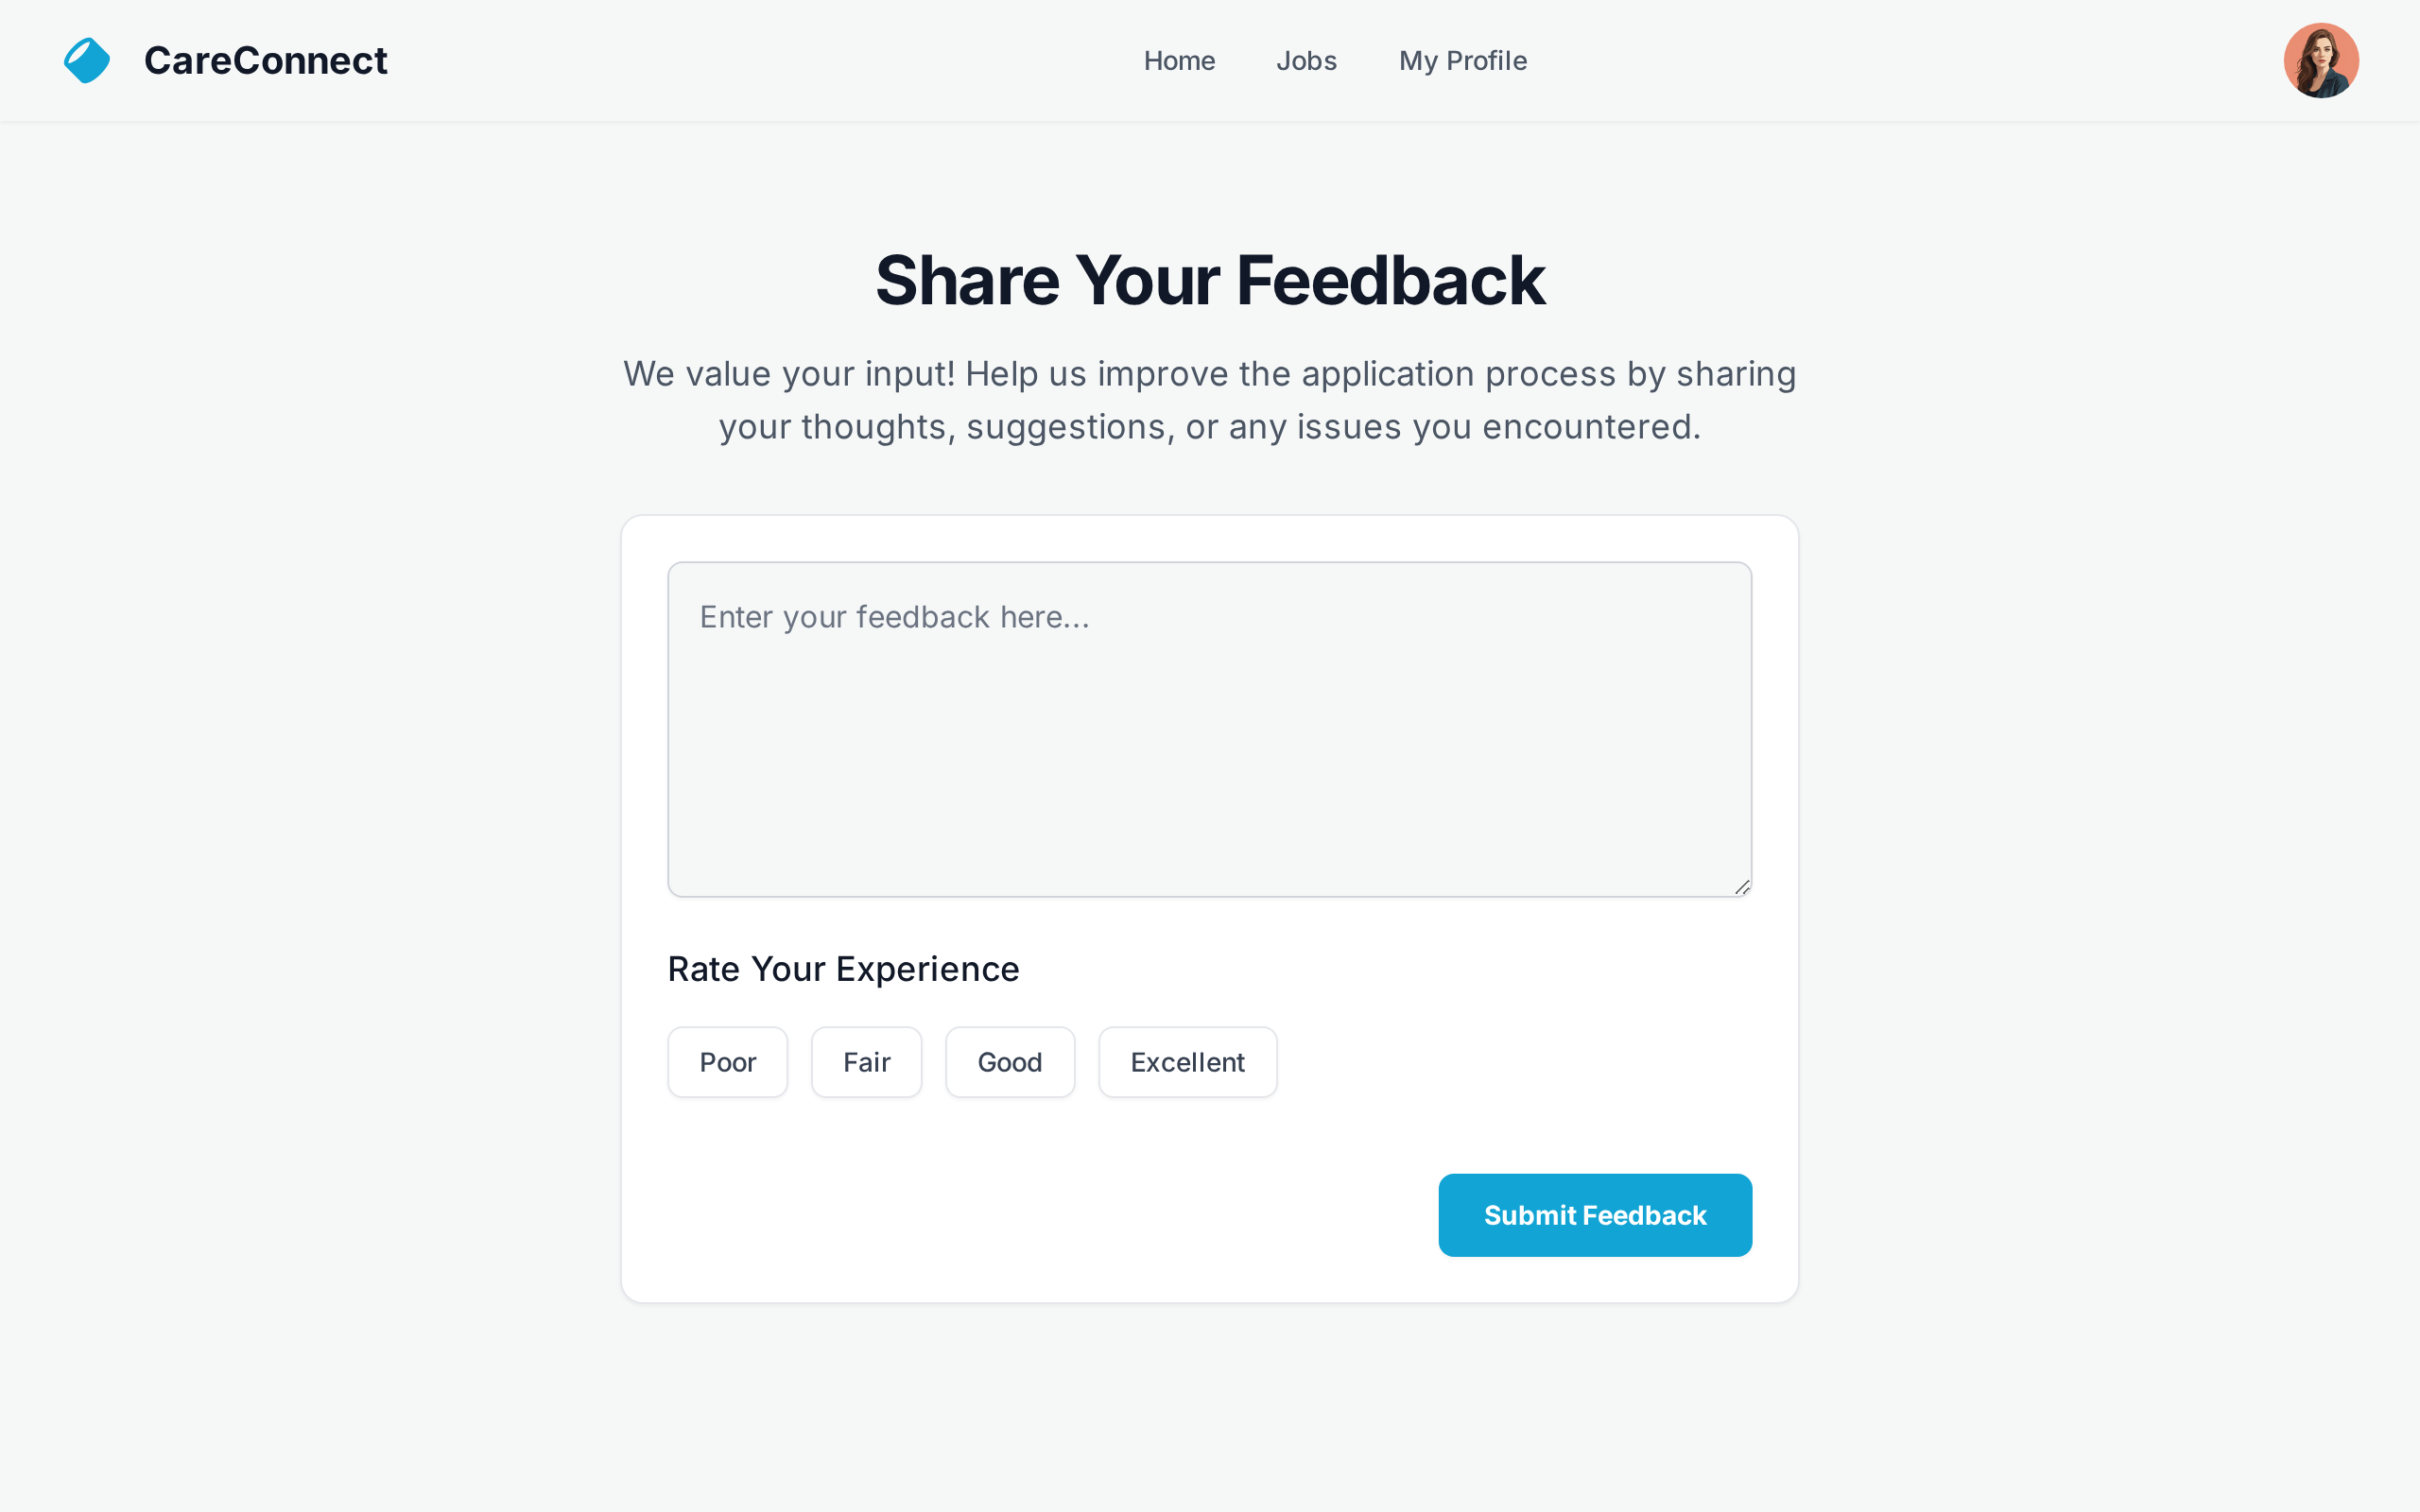 CareConnect
Home
Jobs
My Profile
Share Your Feedback
We value your input! Help us improve the application process by sharing
your thoughts, suggestions, or any issues you encountered.
Enter your feedback here...
Rate Your Experience
Poor
Fair
Good
Excellent
Submit Feedback